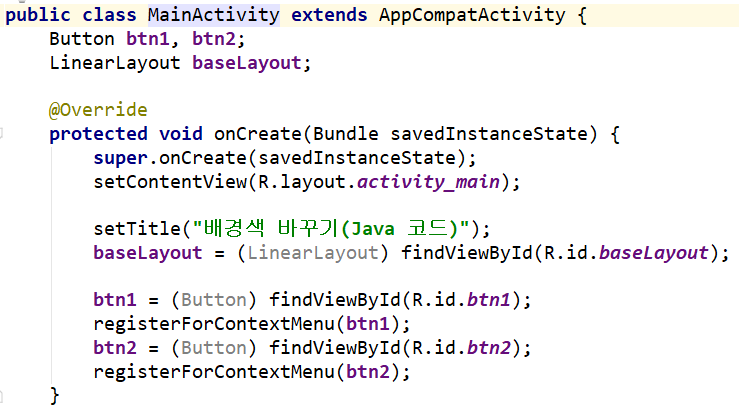 public class MainActivity extends AppCompatActivity {
    Button btn1, btn2;
    LinearLayout baseLayout;

    @Override
    protected void onCreate(Bundle savedInstanceState) {
        super.onCreate(savedInstanceState);
        setContentView(R.layout.activity_main);

        setTitle("배경색 바꾸기(Java 코드)");
        baseLayout = (LinearLayout) findViewById(R.id.baseLayout);

        btn1 = (Button) findViewById(R.id.btn1);
        registerForContextMenu(btn1);
        btn2 = (Button) findViewById(R.id.btn2);
        registerForContextMenu(btn2);
    }